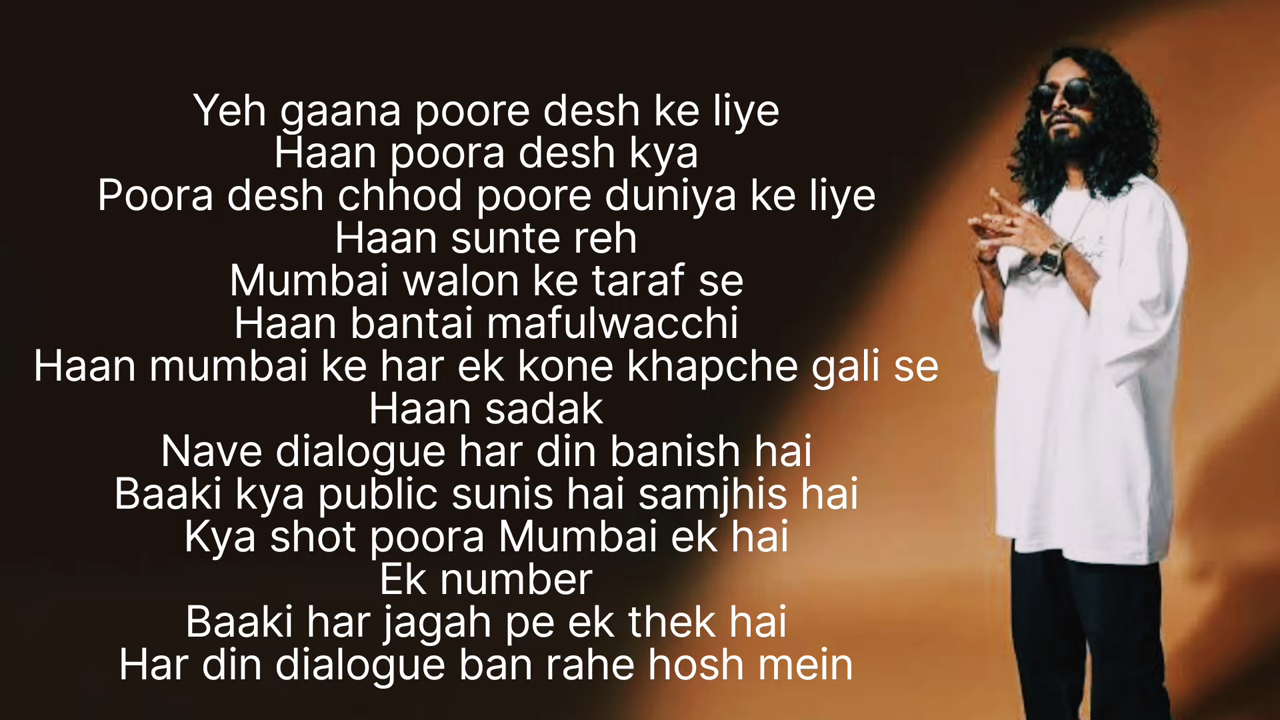 Yeh gaana poore desh ke liye
Haan poora desh kya
Poora desh chhod poore duniya ke liye
Haan sunte reh
Mumbai walon ke taraf se
Haan bantai mafulwacchi
Haan mumbai ke har ek kone khapche gali se
Haan sadak
Nave dialogue har din banish hai
Baaki kya public sunis hai samjhis hai
Kya shot poora Mumbai ek hai
Ek number
Baaki har jagah pe ek thek hai
Har din dialogue ban rahe hosh mein